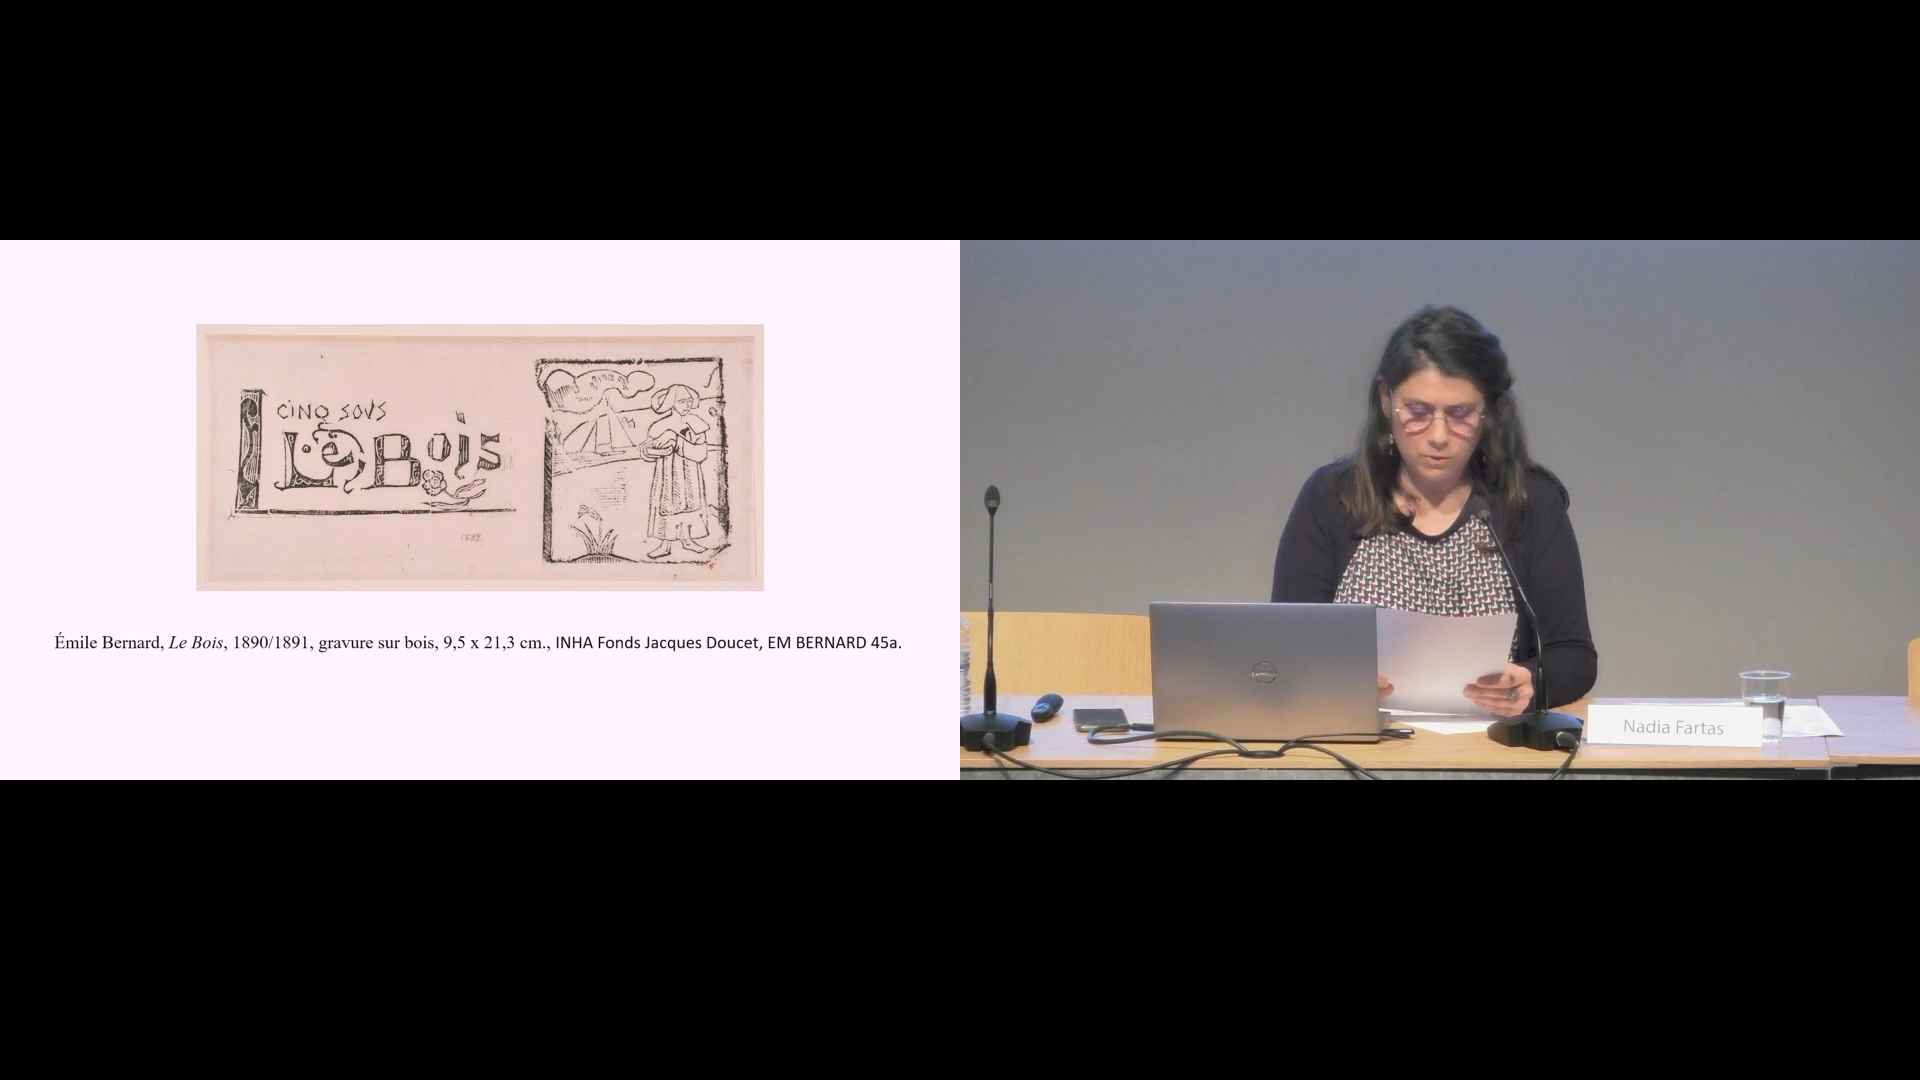 CINQ SOVS
Le Bois
1889.
Émile Bernard, Le Bois, 1890/1891, gravure sur bois, 9,5 x 21,3 cm., INHA Fonds Jacques Doucet, EM BERNARD 45a.
Nadia Fartas